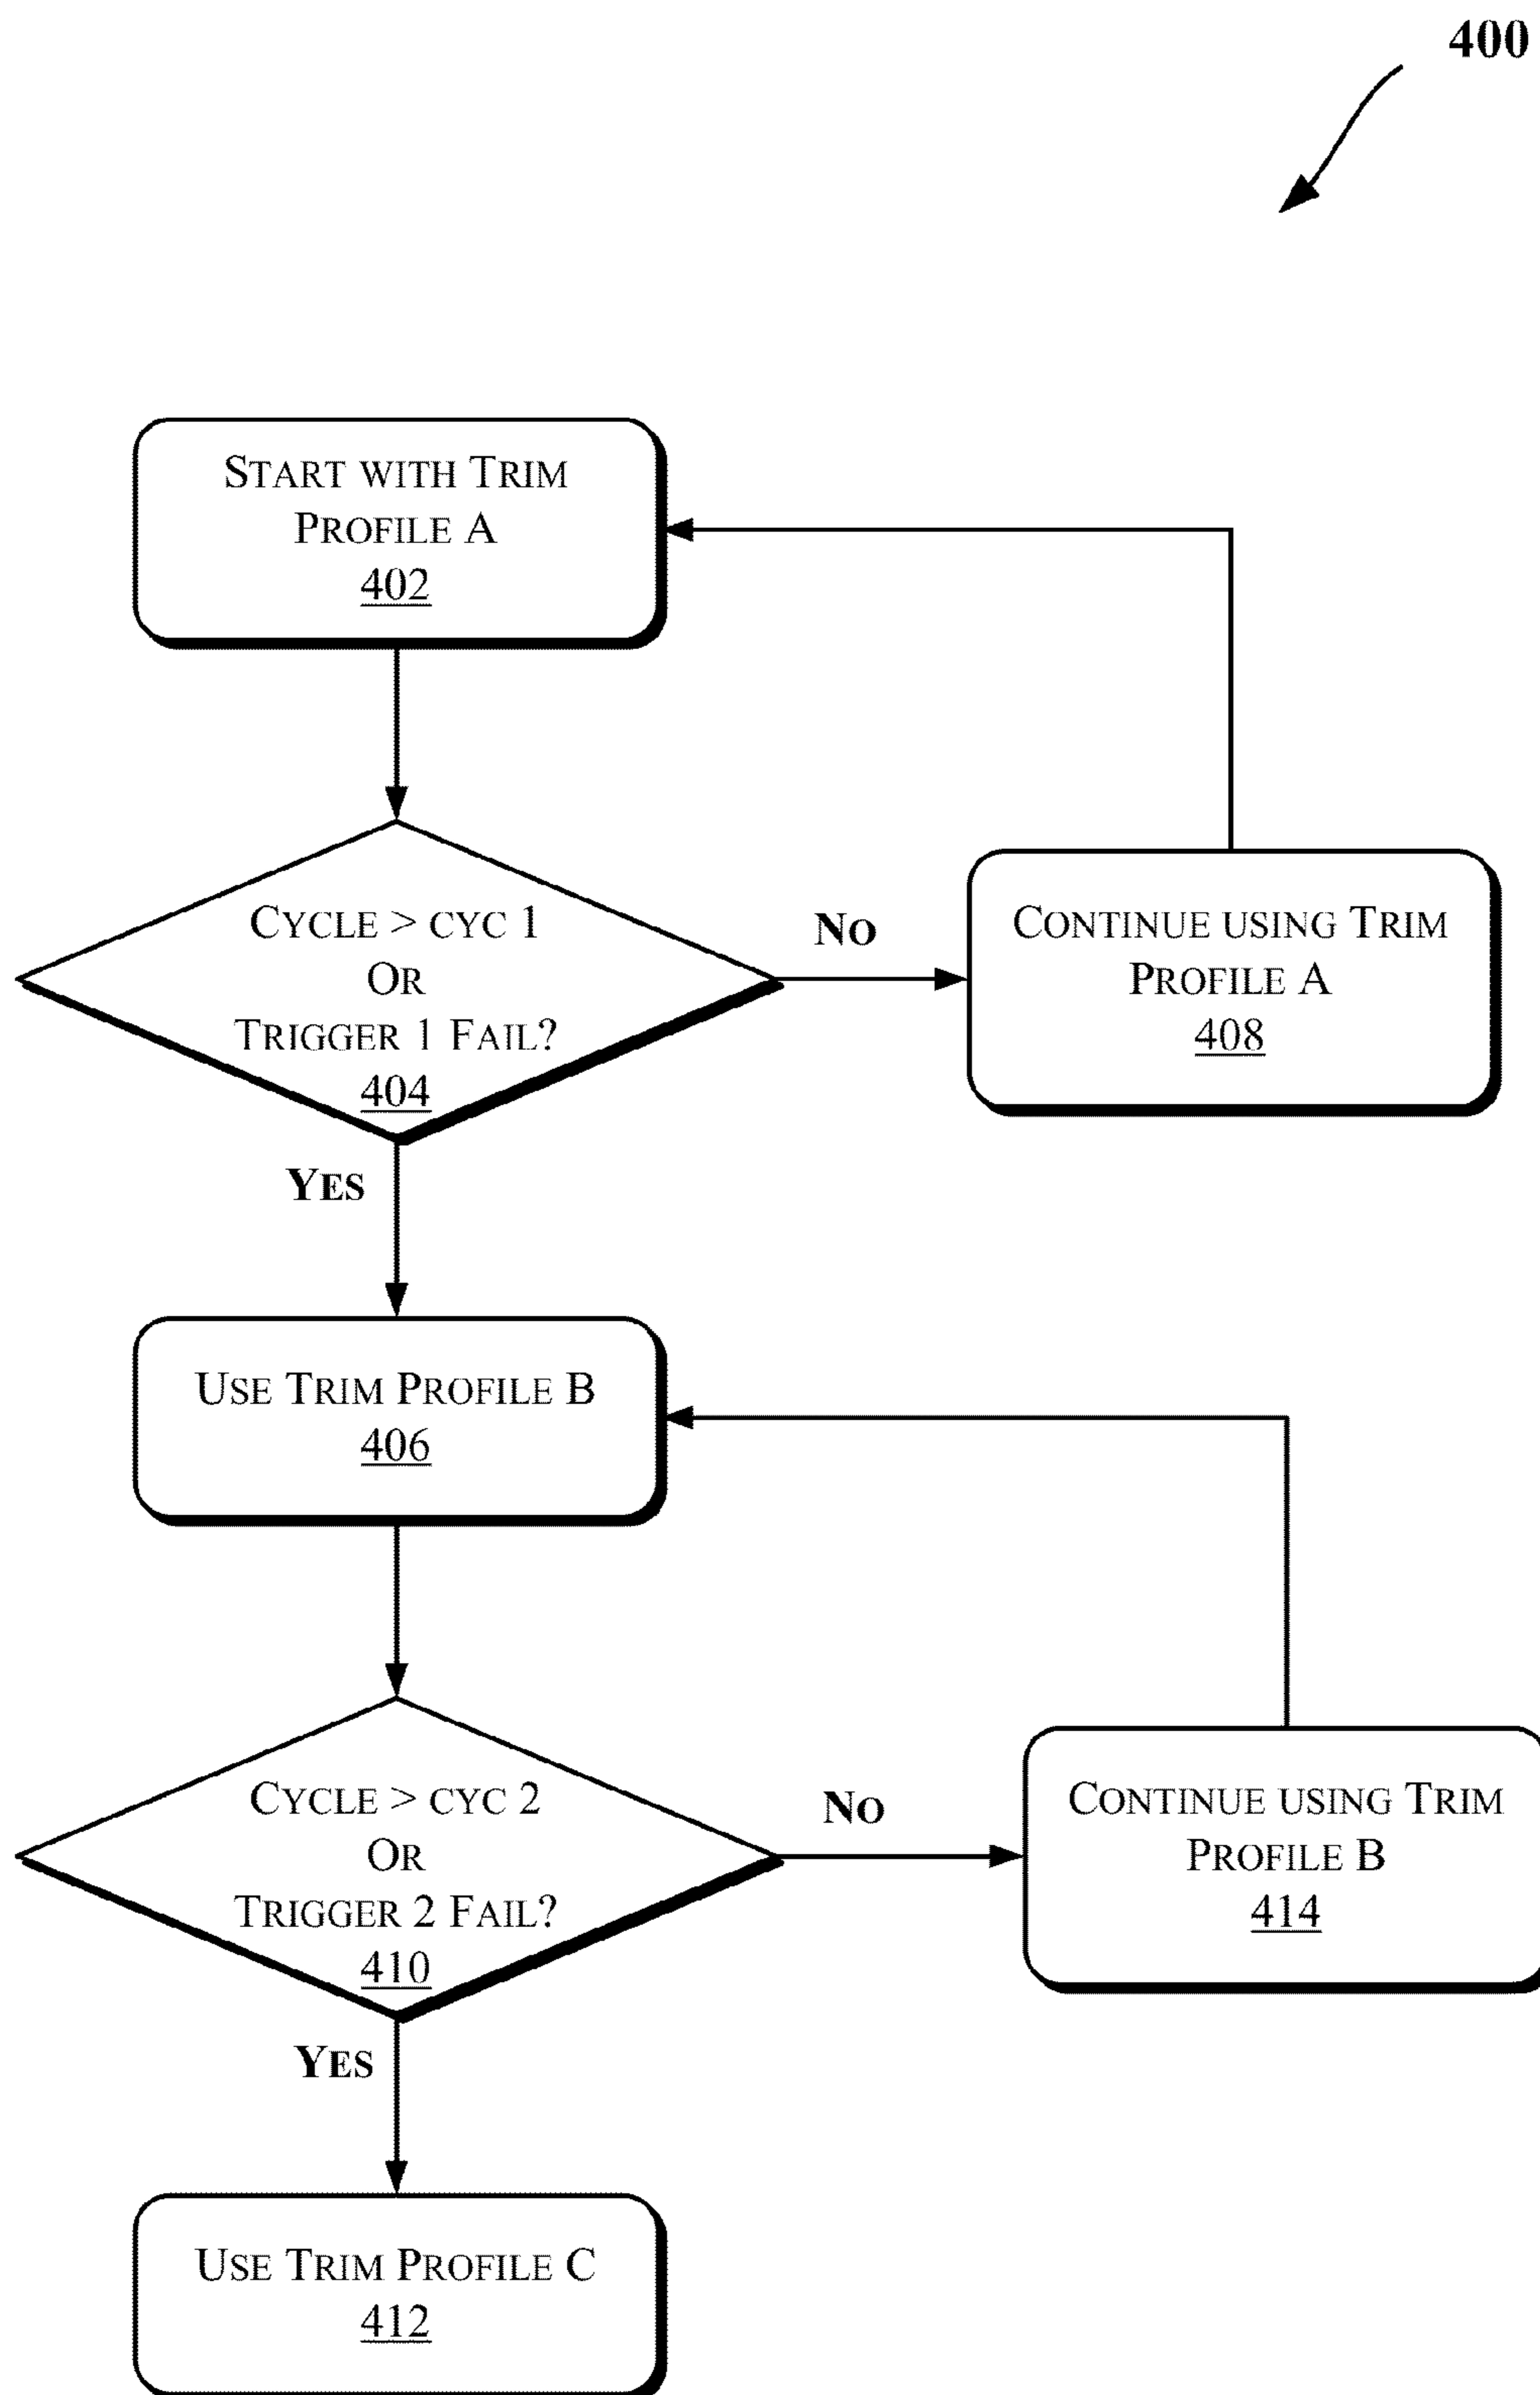 400
START WITH TRIM
PROFILE A
402
CYCLE > CYC 1
OR
TRIGGER 1 FAIL?
404
NO
CONTINUE USING TRIM
PROFILE A
408
YES
USE TRIM PROFILE B
406
CYCLE > CYC 2
OR
TRIGGER 2 FAIL?
410
NO
CONTINUE USING TRIM
PROFILE B
414
YES
USE TRIM PROFILE C
412